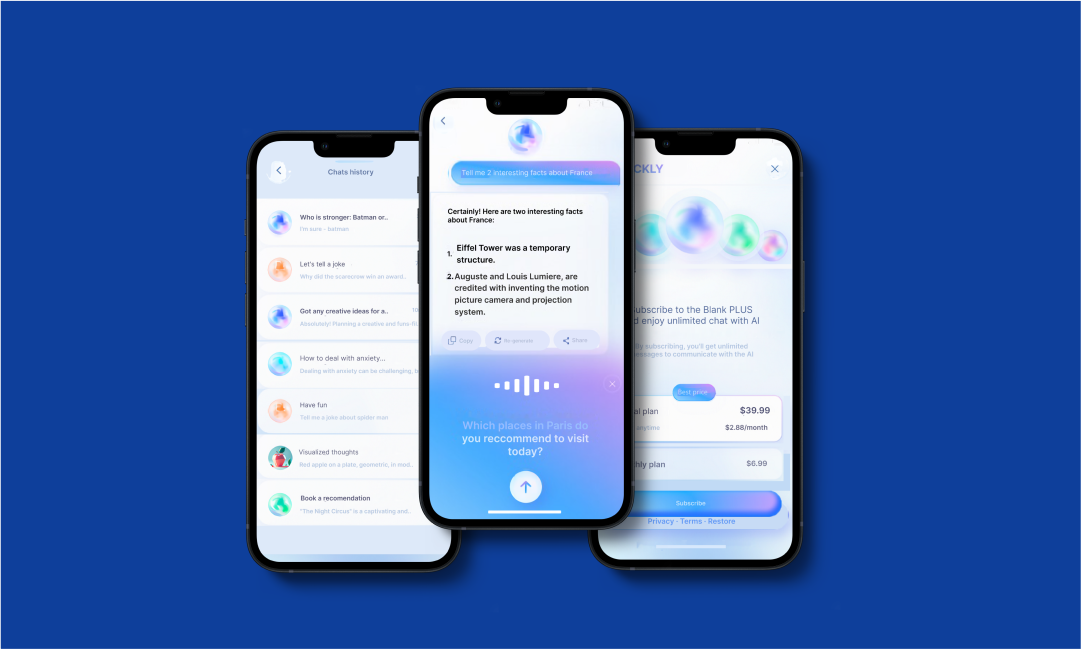 Chats history
Who is stronger: Batman or..
I'm sure - batman
Let's tell a joke
Why did the scarecrow win an award..
Got any creative ideas for a..
10
Absolutely! Planning a creative and
How to deal with anxiety...
Dealing with anxiety can be challenging,
Have fun
Tell me a joke about spider man
Visualized thoughts
Red apple on a plate, geometric, in mod..
Book a recomendation
"The Night Circus" is a captivating and..
Tell me 2 interesting facts about France
Certainly! Here are two interesting facts
about France:
1. Eiffel Tower was a temporary
structure.
2. Auguste and Louis Lumiere, are
credited with inventing the motion
picture camera and projection
system.
Copy
Re-generate
Share
Which places in Paris do
you reccommend to visit
today?
CKLY
ubscribe to the Blank PLUS
d enjoy unlimited chat with AI
By subecribing, you'll get unlimited
essages to communicate with the AI
Best price
al plan $39.99
anytime $2.88/month
hly plan $6.99
Subscribe
Privacy · Terms · Restore